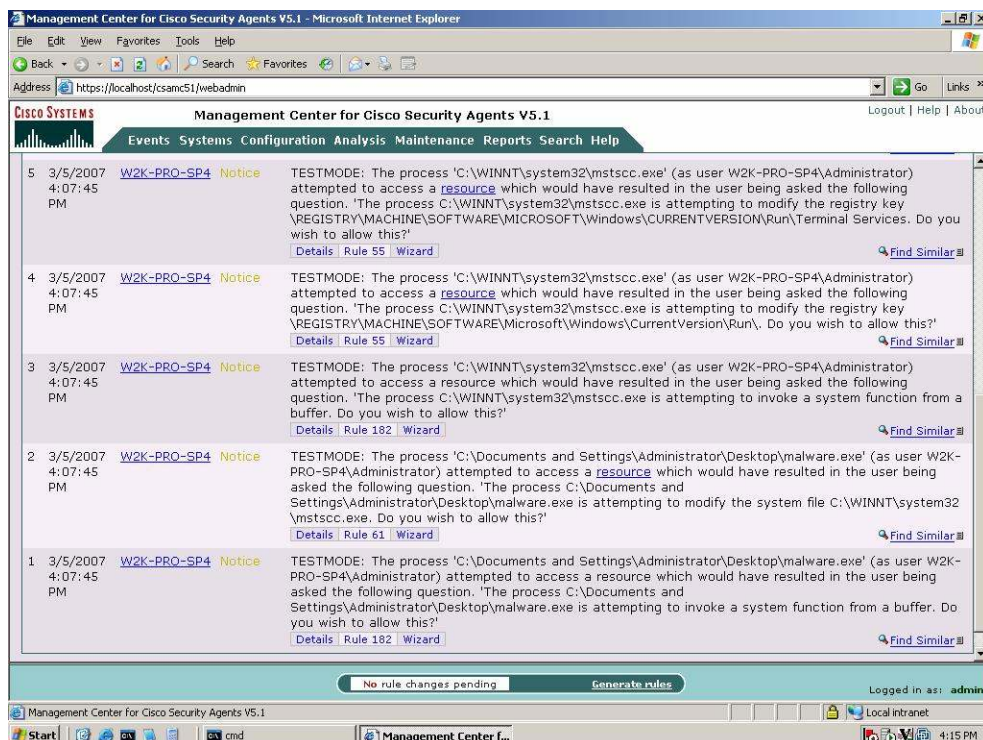 Management Center for Cisco Security Agents V5.1 - Microsoft Internet Explorer
File Edit View Favorites Tools Help
Back Search Favorites
Address https://localhost/csamc51/webadmin Go Links »
CISCO SYSTEMS
Management Center for Cisco Security Agents V5.1
Logout | Help | About
Events Systems Configuration Analysis Maintenance Reports Search Help
5 3/5/2007 W2K-PRO-SP4 Notice TESTMODE: The process 'C:\WINNT\system32\mstscc.exe' (as user W2K-PRO-SP4\Administrator)
4:07:45 attempted to access a resource which would have resulted in the user being asked the following
PM question. 'The process C:\WINNT\system32\mstscc.exe is attempting to modify the registry key
\REGISTRY\MACHINE\SOFTWARE\MICROSOFT\Windows\CURRENTVERSION\Run\Terminal Services. Do you
wish to allow this?'
Details Rule 55 Wizard Find Similar
4 3/5/2007 W2K-PRO-SP4 Notice TESTMODE: The process 'C:\WINNT\system32\mstscc.exe' (as user W2K-PRO-SP4\Administrator)
4:07:45 attempted to access a resource which would have resulted in the user being asked the following
PM question. 'The process C:\WINNT\system32\mstscc.exe is attempting to modify the registry key
\REGISTRY\MACHINE\SOFTWARE\Microsoft\Windows\CurrentVersion\Run\. Do you wish to allow this?'
Details Rule 55 Wizard Find Similar
3 3/5/2007 W2K-PRO-SP4 Notice TESTMODE: The process 'C:\WINNT\system32\mstscc.exe' (as user W2K-PRO-SP4\Administrator)
4:07:45 attempted to access a resource which would have resulted in the user being asked the following
PM question. 'The process C:\WINNT\system32\mstscc.exe is attempting to invoke a system function from a
buffer. Do you wish to allow this?'
Details Rule 182 Wizard Find Similar
2 3/5/2007 W2K-PRO-SP4 Notice TESTMODE: The process 'C:\Documents and Settings\Administrator\Desktop\malware.exe' (as user W2K-
4:07:45 PRO-SP4\Administrator) attempted to access a resource which would have resulted in the user being
PM asked the following question. 'The process C:\Documents and
Settings\Administrator\Desktop\malware.exe is attempting to modify the system file C:\WINNT\system32
\mstscc.exe. Do you wish to allow this?'
Details Rule 61 Wizard Find Similar
1 3/5/2007 W2K-PRO-SP4 Notice TESTMODE: The process 'C:\Documents and Settings\Administrator\Desktop\malware.exe' (as user W2K-
4:07:45 PRO-SP4\Administrator) attempted to access a resource which would have resulted in the user being
PM asked the following question. 'The process C:\Documents and
Settings\Administrator\Desktop\malware.exe is attempting to invoke a system function from a buffer. Do
you wish to allow this?'
Details Rule 182 Wizard Find Similar
No rule changes pending Generate rules
Logged in as: admin
Management Center for Cisco Security Agents V5.1 Local intranet
Start cmd Management Center f... 4:15 PM